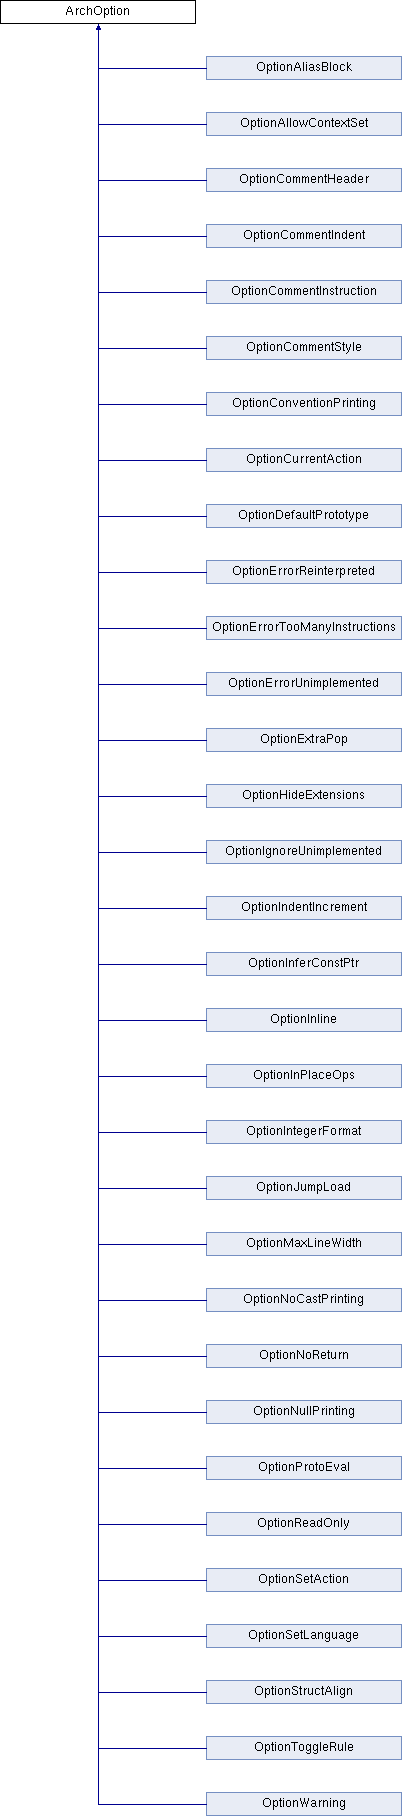 ArchOption
OptionAliasBlock
OptionAllowContextSet
OptionCommentHeader
OptionCommentIndent
OptionCommentInstruction
OptionCommentStyle
OptionConventionPrinting
OptionCurrentAction
OptionDefaultPrototype
OptionErrorReinterpreted
OptionErrorTooManyInstructions
OptionErrorUnimplemented
OptionExtraPop
OptionHideExtensions
OptionIgnoreUnimplemented
OptionIndentIncrement
OptionInferConstPtr
OptionInline
OptionInPlaceOps
OptionIntegerFormat
OptionJumpLoad
OptionMaxLineWidth
OptionNoCastPrinting
OptionNoReturn
OptionNullPrinting
OptionProtoEval
OptionReadOnly
OptionSetAction
OptionSetLanguage
OptionStructAlign
OptionToggleRule
OptionWarning